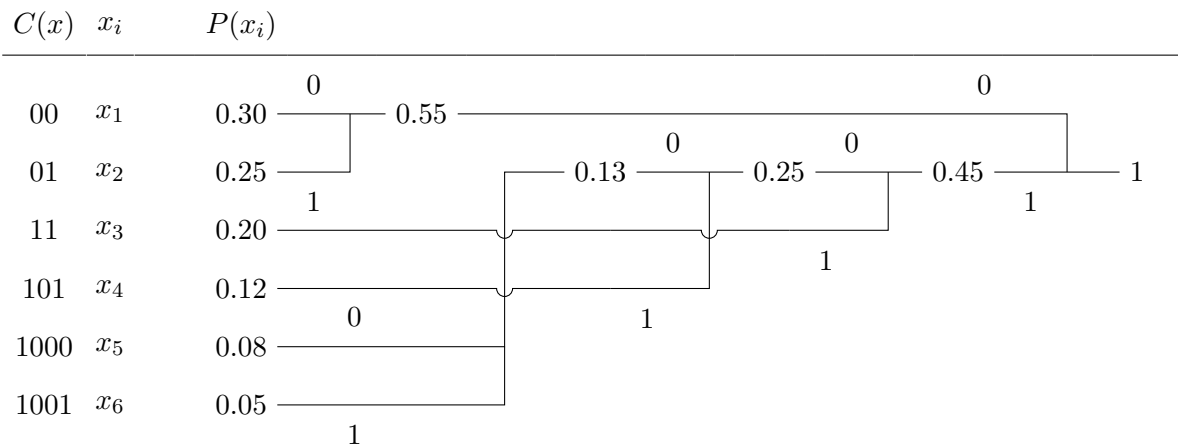 C(x) x_i P(x_i)
0 0
00 x_1 0.30 0.55
0 0
01 x_2 0.25 0.13 0.25 0.45 1
1 1
11 x_3 0.20
1
101 x_4 0.12
0 1
1000 x_5 0.08
1001 x_6 0.05
1